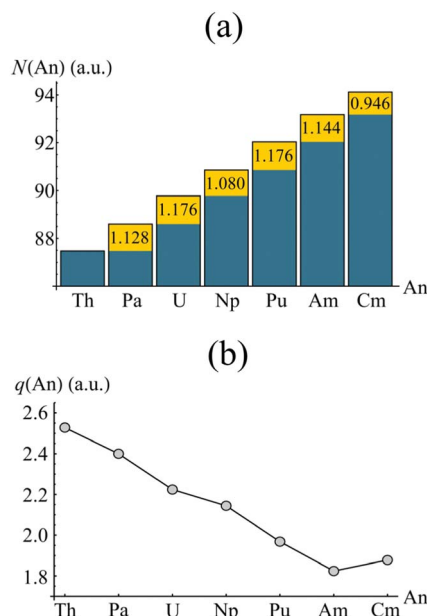 (a)
N(An) (a.u.)
94
92
90
88
1.128
1.176
1.080
1.176
1.144
0.946
Th Pa U Np Pu Am Cm
An
(b)
q(An) (a.u.)
2.6
2.4
2.2
2.0
1.8
Th Pa U Np Pu Am Cm
An